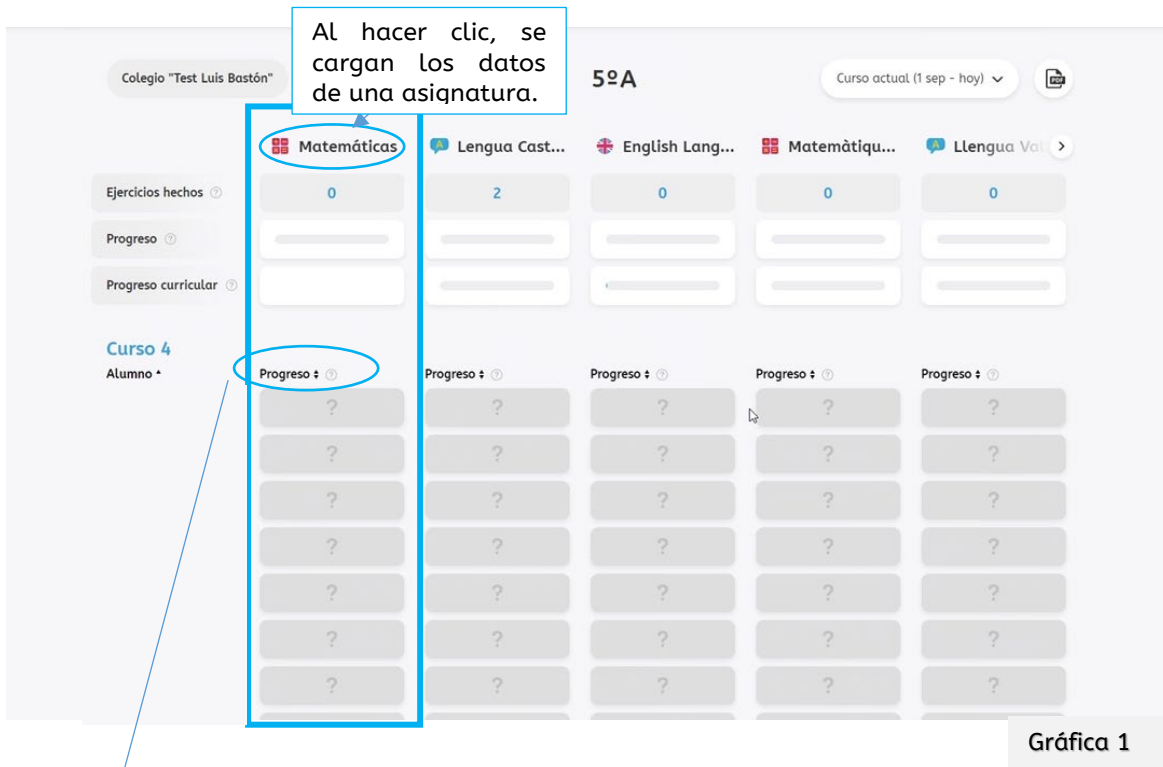 Al hacer clic, se
cargan los datos
de una asignatura.
Colegio "Test Luis Bastón"
5ºA
Curso actual (1 sep - hoy)
PDF
Matemáticas
Lengua Cast...
English Lang...
Matemàtiqu...
Llengua Val
Ejercicios hechos ?
0
2
0
0
0
Progreso ?
Progreso curricular ?
Curso 4
Alumno
Progreso ?
Progreso ?
Progreso ?
Progreso ?
Progreso ?
? ? ? ? ?
? ? ? ? ?
? ? ? ? ?
? ? ? ? ?
? ? ? ? ?
? ? ? ? ?
? ? ? ? ?
Gráfica 1